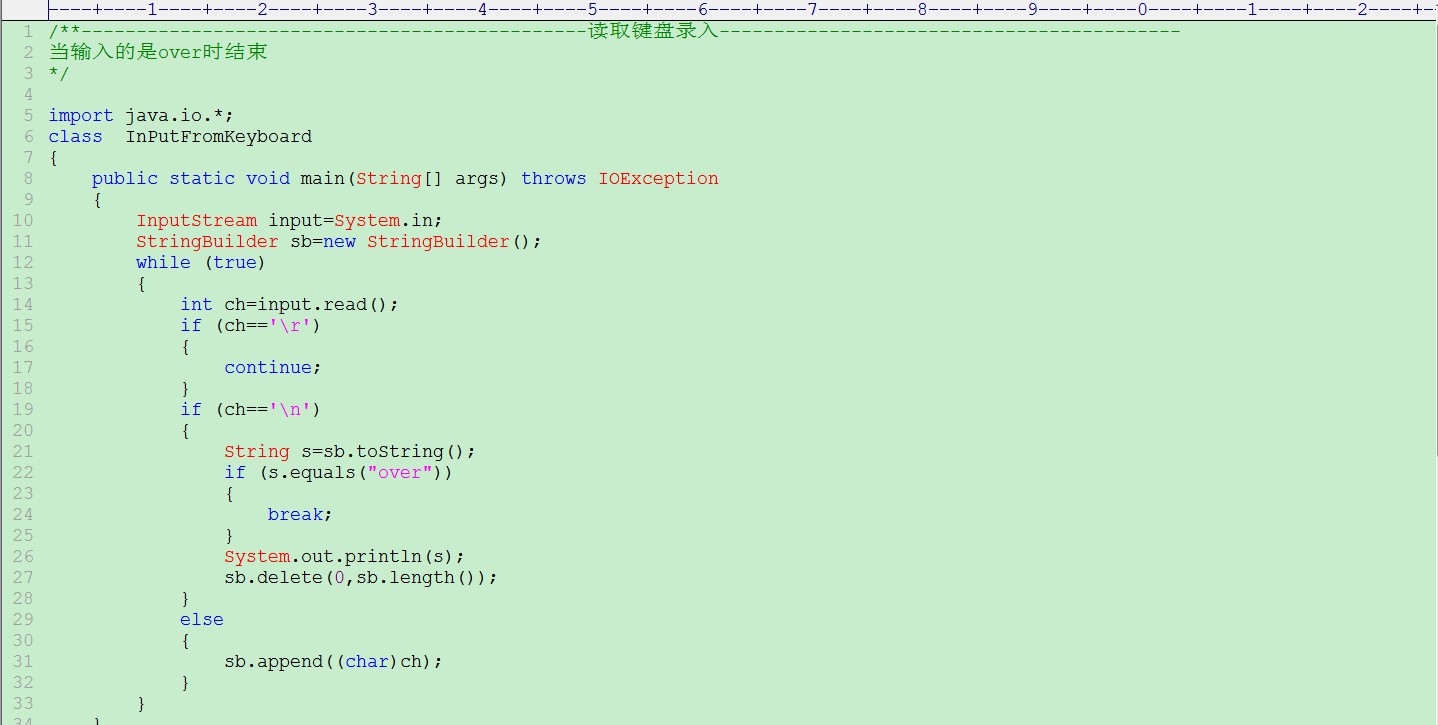 ----+----1----+----2----+----3----+----4----+----5----+----6----+----7----+----8----+----9----+----0----+----1----+----2----+-
1 /**----------------------------------------------读取键盘录入------------------------------------------
2 当输入的是over时结束
3 */
4
5 import java.io.*;
6 class  InPutFromKeyboard
7 {
8     public static void main(String[] args) throws IOException
9     {
10         InputStream input=System.in;
11         StringBuilder sb=new StringBuilder();
12         while (true)
13         {
14             int ch=input.read();
15             if (ch=='\r')
16             {
17                 continue;
18             }
19             if (ch=='\n')
20             {
21                 String s=sb.toString();
22                 if (s.equals("over"))
23                 {
24                     break;
25                 }
26                 System.out.println(s);
27                 sb.delete(0,sb.length());
28             }
29             else
30             {
31                 sb.append((char)ch);
32             }
33         }
34     }